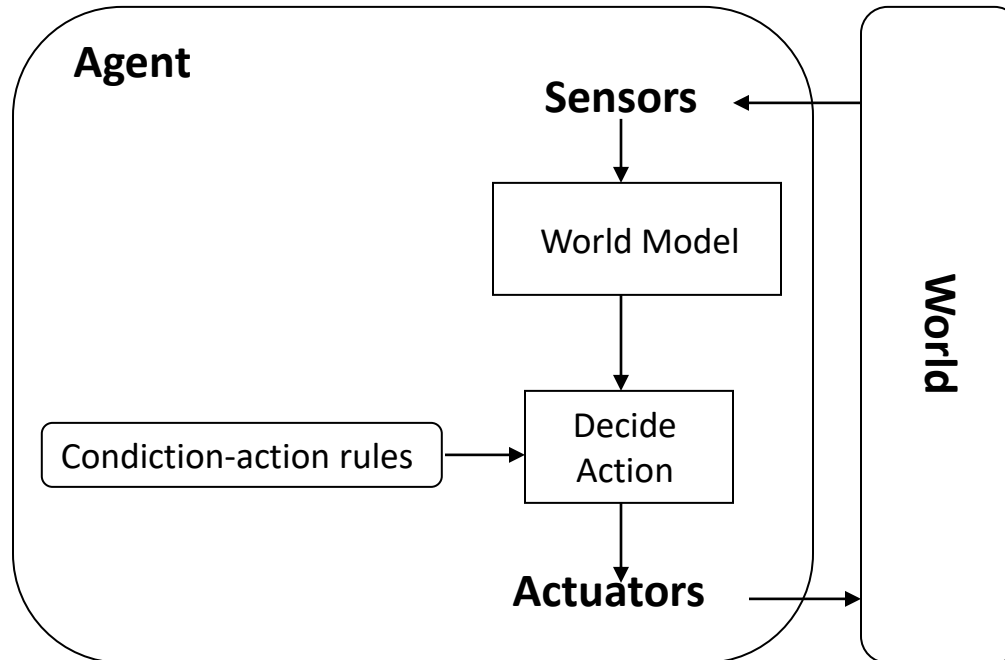 Agent
Sensors
World Model
World
Decide
Action
Condiction-action rules
Actuators